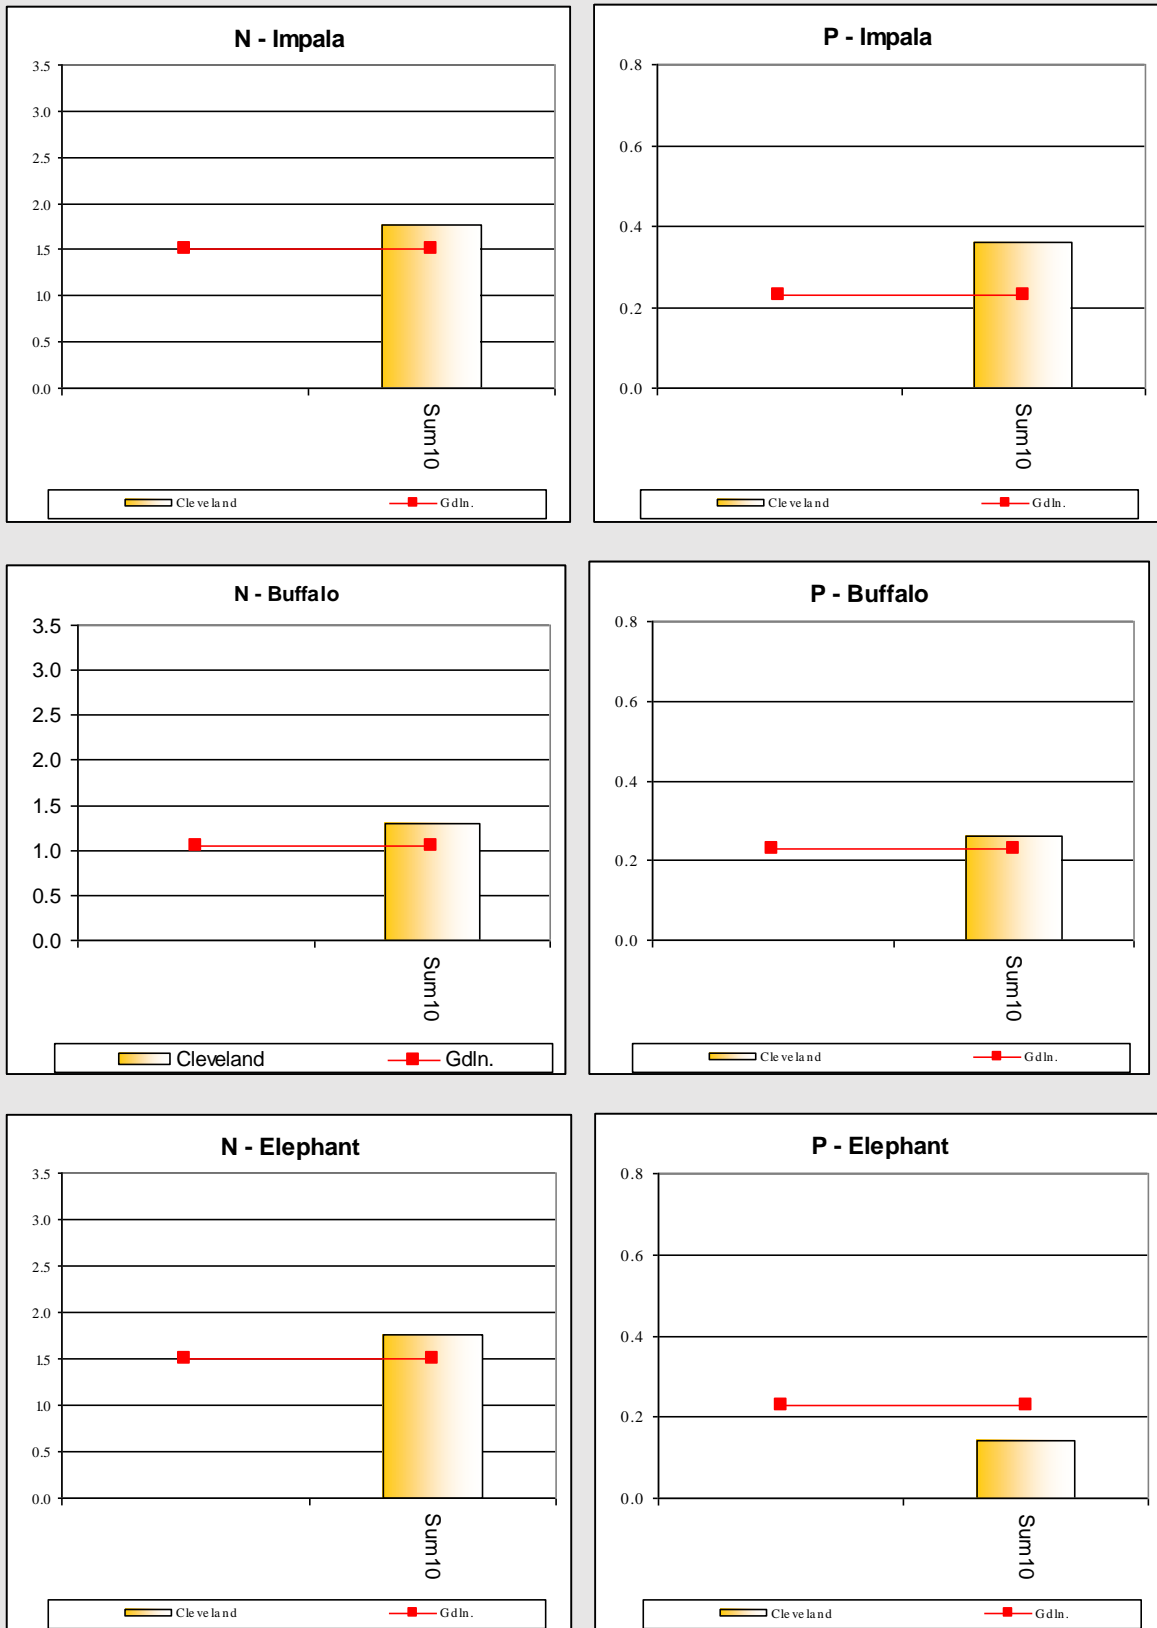 N - Impala
3.5
3.0
2.5
2.0
1.5
1.0
0.5
0.0
Sum10
Cleveland Gdln.
P - Impala
0.8
0.6
0.4
0.2
0.0
Sum10
Cleveland Gdln.
N - Buffalo
3.5
3.0
2.5
2.0
1.5
1.0
0.5
0.0
Sum10
Cleveland Gdln.
P - Buffalo
0.8
0.6
0.4
0.2
0.0
Sum10
Cleveland Gdln.
N - Elephant
3.5
3.0
2.5
2.0
1.5
1.0
0.5
0.0
Sum10
Cleveland Gdln.
P - Elephant
0.8
0.6
0.4
0.2
0.0
Sum10
Cleveland Gdln.